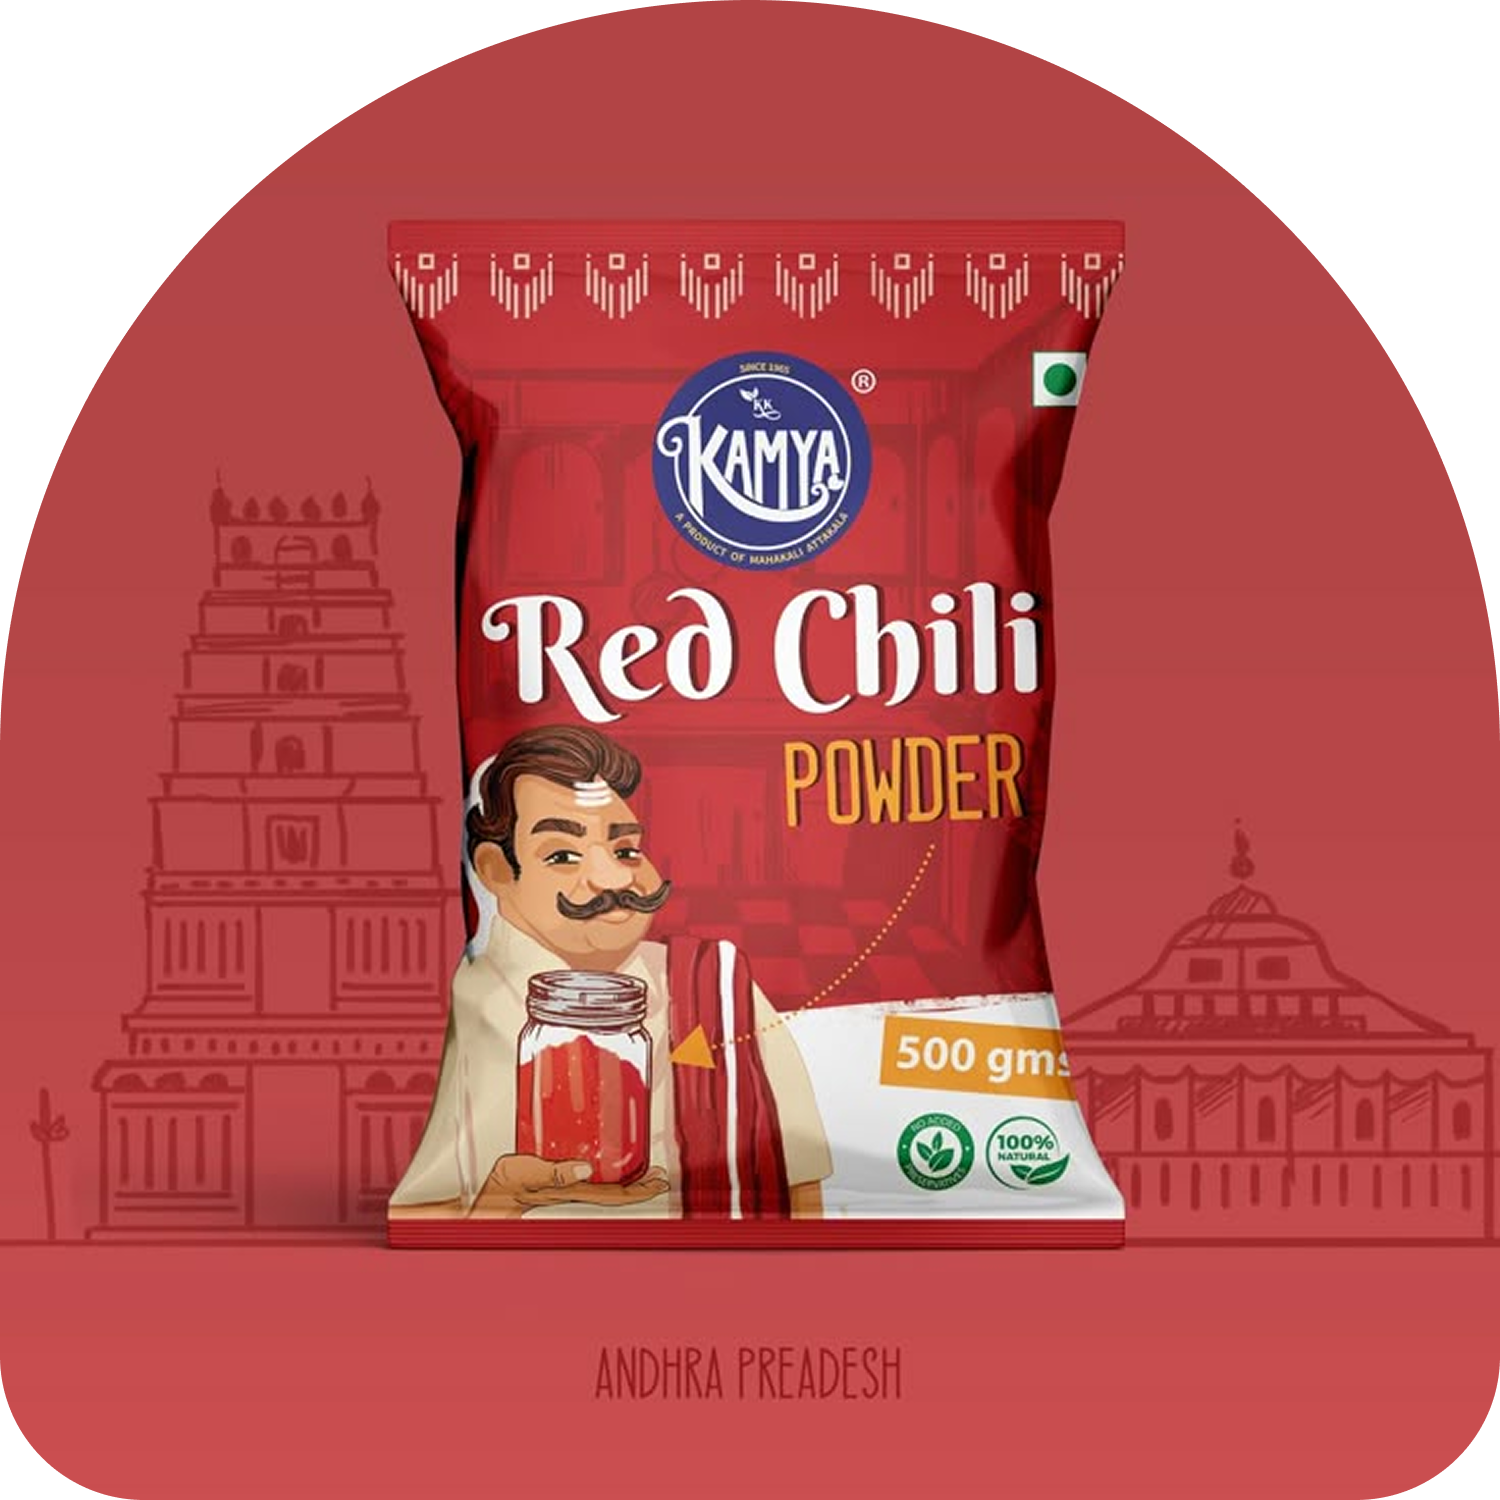 SINCE 1965
KK
KAMYA
®
A PRODUCT OF MAHAKALI ATTAKALA
Red Chili
POWDER
500 gms
NO ADDED
PRESERVATIVES
100%
NATURAL
ANDHRA PREADESH